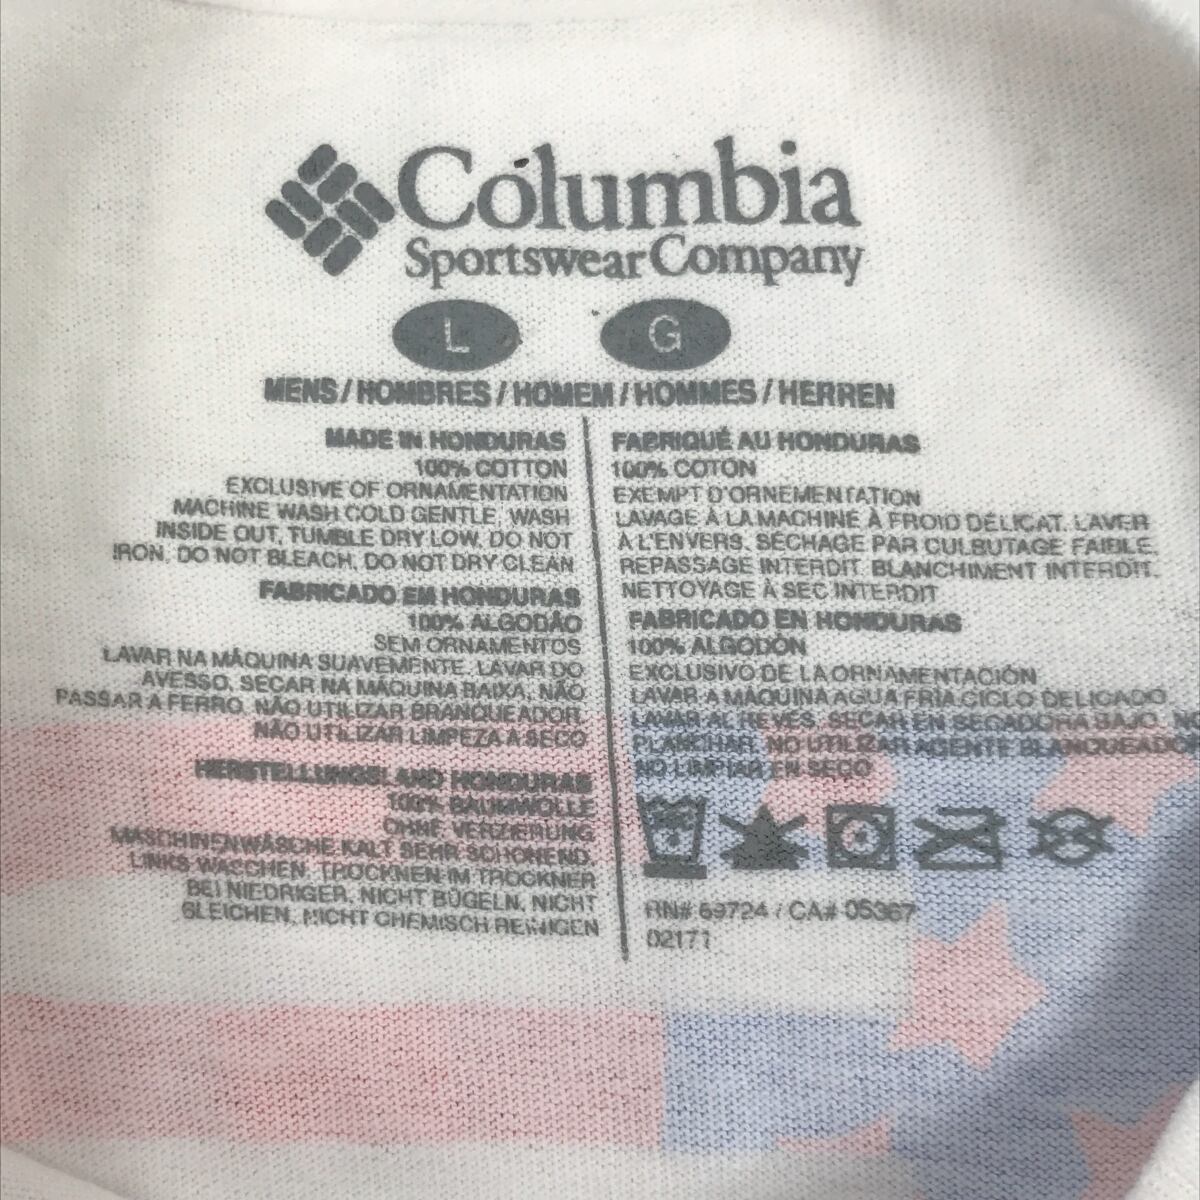 Columbia
Sportswear Company
L G
MENS / HOMBRES / HOMEM / HOMMES / HERREN
MADE IN HONDURAS
100% COTTON
EXCLUSIVE OF ORNAMENTATION
MACHINE WASH COLD GENTLE, WASH
INSIDE OUT, TUMBLE DRY LOW, DO NOT
IRON, DO NOT BLEACH, DO NOT DRY CLEAN
FABRICADO EM HONDURAS
100% ALGODÃO
SEM ORNAMENTOS
LAVAR NA MÁQUINA SUAVEMENTE, LAVAR DO
AVESSO, SECAR NA MÁQUINA BAIXA, NÃO
PASSAR A FERRO, NÃO UTILIZAR BRANQUEADOR,
NÃO UTILIZAR LIMPEZA A SECO
HERSTELLUNGSLAND HONDURAS
100% BAUMWOLLE
OHNE VERZIERUNG
MASCHINENWÄSCHE KALT SEHR SCHONEND,
LINKS WASCHEN, TROCKNEN IM TROCKNER
BEI NIEDRIGER, NICHT BÜGELN, NICHT
BLEICHEN, NICHT CHEMISCH REINIGEN
FABRIQUÉ AU HONDURAS
100% COTON
EXEMPT D'ORNEMENTATION
LAVAGE À LA MACHINE À FROID DÉLICAT. LAVER
À L'ENVERS. SÉCHAGE PAR CULBUTAGE FAIBLE.
REPASSAGE INTERDIT. BLANCHIMENT INTERDIT.
NETTOYAGE À SEC INTERDIT
FABRICADO EN HONDURAS
100% ALGODÓN
EXCLUSIVO DE LA ORNAMENTACIÓN
LAVAR A MÁQUINA AGUA FRÍA CICLO DELICADO
LAVAR AL REVÉS, SECAR EN SECADORA BAJO, NO
PLANCHAR, NO UTILIZAR AGENTE BLANQUEADOR
NO LIMPIAR EN SECO
RN# 69724 / CA# 05367
02171